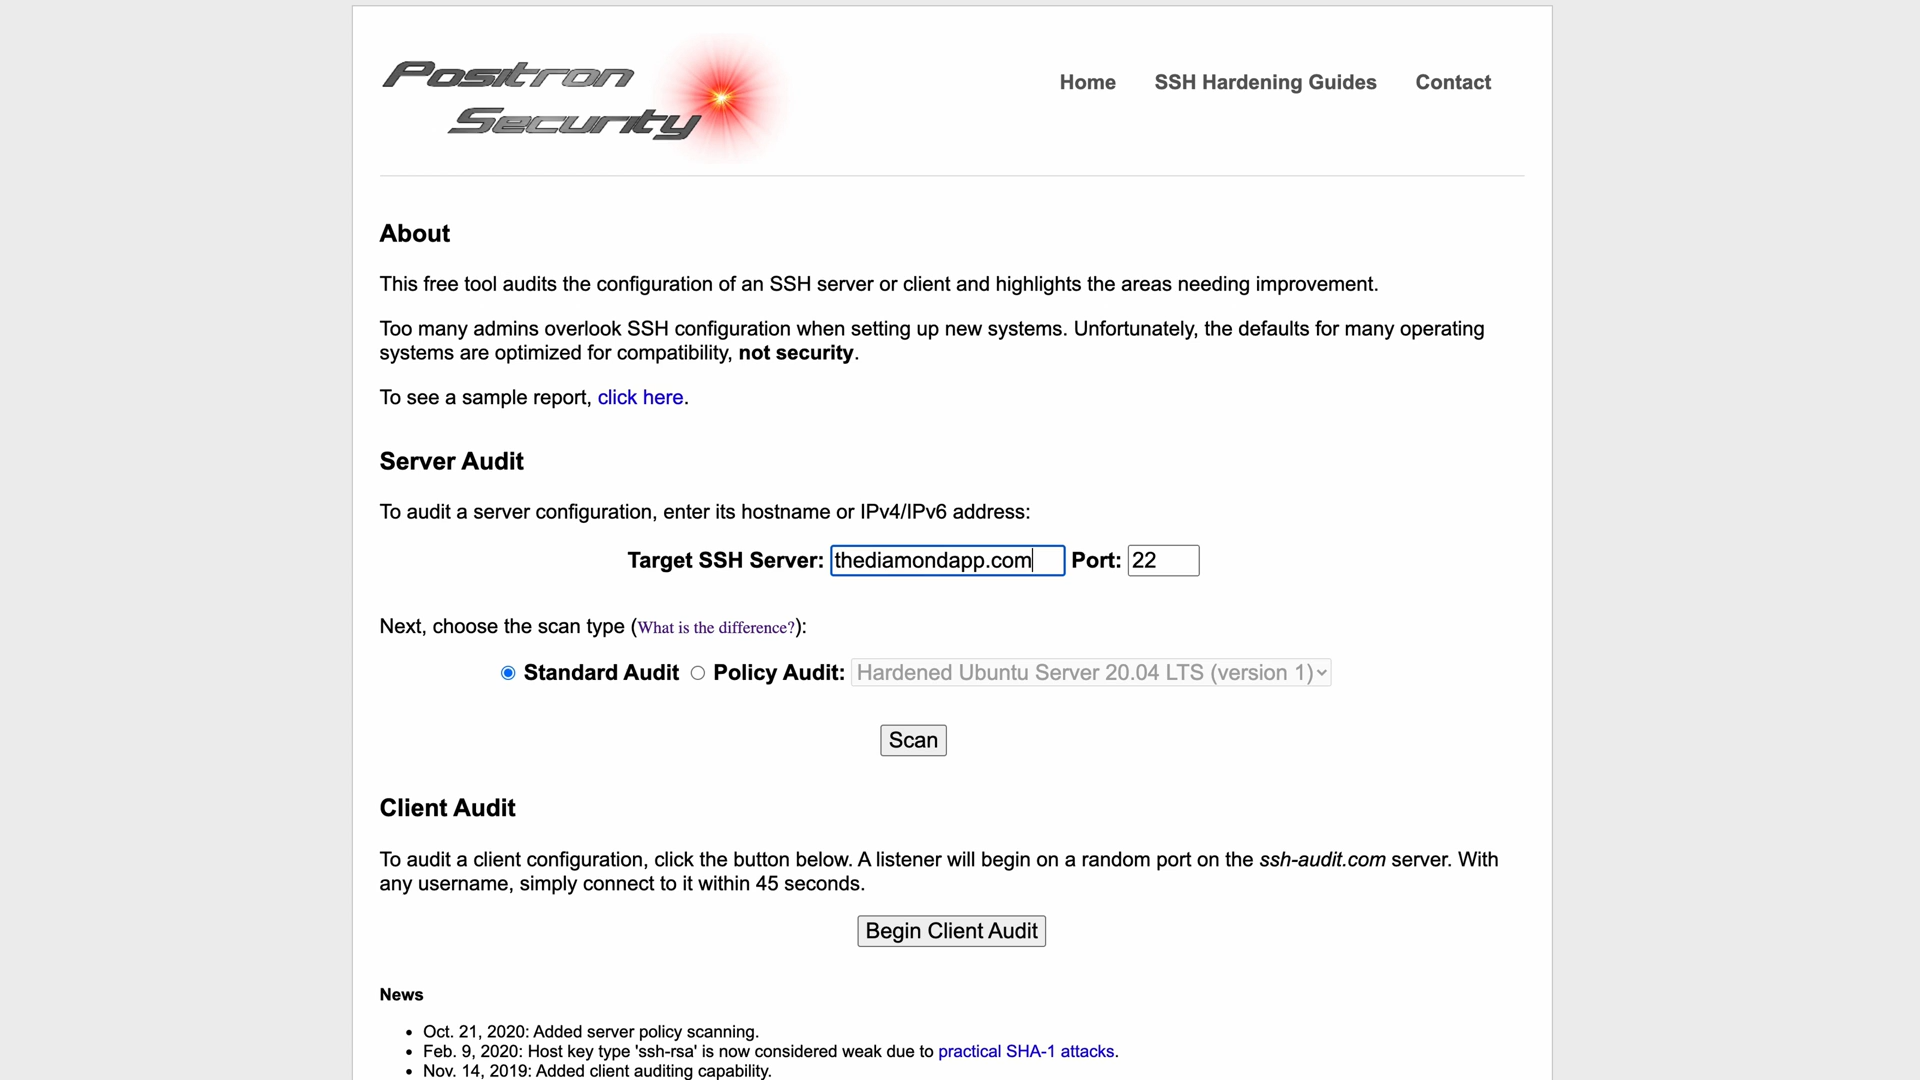 Positron
Security
Home SSH Hardening Guides Contact
About
This free tool audits the configuration of an SSH server or client and highlights the areas needing improvement.
Too many admins overlook SSH configuration when setting up new systems. Unfortunately, the defaults for many operating
systems are optimized for compatibility, not security.
To see a sample report, click here.
Server Audit
To audit a server configuration, enter its hostname or IPv4/IPv6 address:
Target SSH Server: thediamondapp.com Port: 22
Next, choose the scan type (What is the difference?):
Standard Audit Policy Audit: Hardened Ubuntu Server 20.04 LTS (version 1)
Scan
Client Audit
To audit a client configuration, click the button below. A listener will begin on a random port on the ssh-audit.com server. With
any username, simply connect to it within 45 seconds.
Begin Client Audit
News
• Oct. 21, 2020: Added server policy scanning.
• Feb. 9, 2020: Host key type 'ssh-rsa' is now considered weak due to practical SHA-1 attacks.
• Nov. 14, 2019: Added client auditing capability.